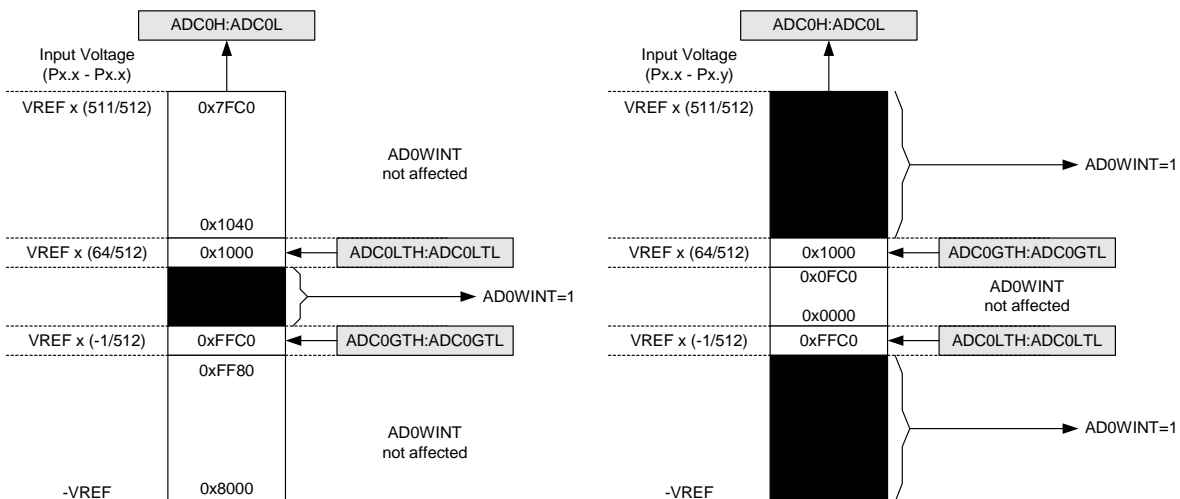 ADC0H:ADC0L
Input Voltage
(Px.x - Px.x)
VREF x (511/512)
0x7FC0
AD0WINT
not affected
0x1040
VREF x (64/512)
0x1000
ADC0LTH:ADC0LTL
AD0WINT=1
VREF x (-1/512)
0xFFC0
ADC0GTH:ADC0GTL
0xFF80
AD0WINT
not affected
-VREF
0x8000
ADC0H:ADC0L
Input Voltage
(Px.x - Px.y)
VREF x (511/512)
AD0WINT=1
VREF x (64/512)
0x1000
ADC0GTH:ADC0GTL
0x0FC0
AD0WINT
not affected
0x0000
VREF x (-1/512)
0xFFC0
ADC0LTH:ADC0LTL
AD0WINT=1
-VREF